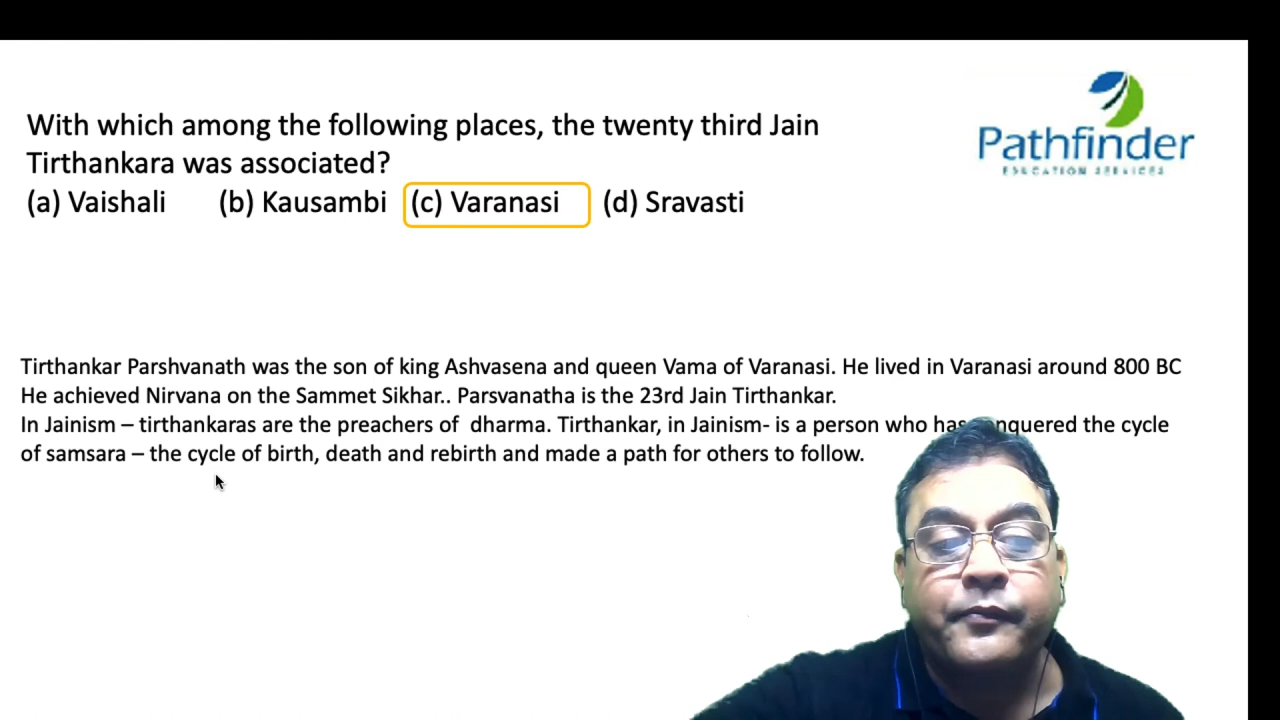 With which among the following places, the twenty third Jain
Tirthankara was associated?
(a) Vaishali (b) Kausambi (c) Varanasi (d) Sravasti
Pathfinder
EDUCATION SERVICES
Tirthankar Parshvanath was the son of king Ashvasena and queen Vama of Varanasi. He lived in Varanasi around 800 BC
He achieved Nirvana on the Sammet Sikhar.. Parsvanatha is the 23rd Jain Tirthankar.
In Jainism – tirthankaras are the preachers of dharma. Tirthankar, in Jainism- is a person who has conquered the cycle
of samsara – the cycle of birth, death and rebirth and made a path for others to follow.